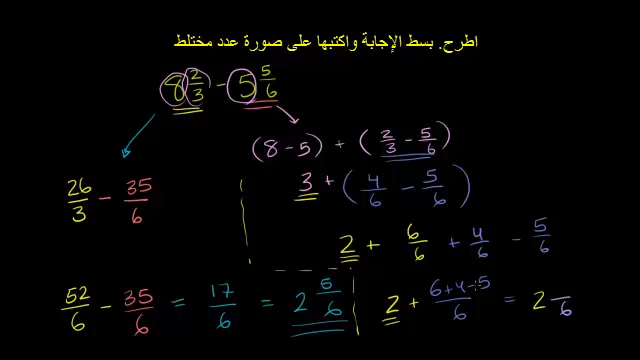 اطرح. بسط الإجابة واكتبها على صورة عدد مختلط
8 2/3 − 5 5/6
(8 − 5) + (2/3 − 5/6)
26/3 − 35/6
3 + (4/6 − 5/6)
2 + 6/6 + 4/6 − 5/6
52/6 − 35/6 = 17/6 = 2 5/6
2 + (6+4−5)/6 = 2 /6